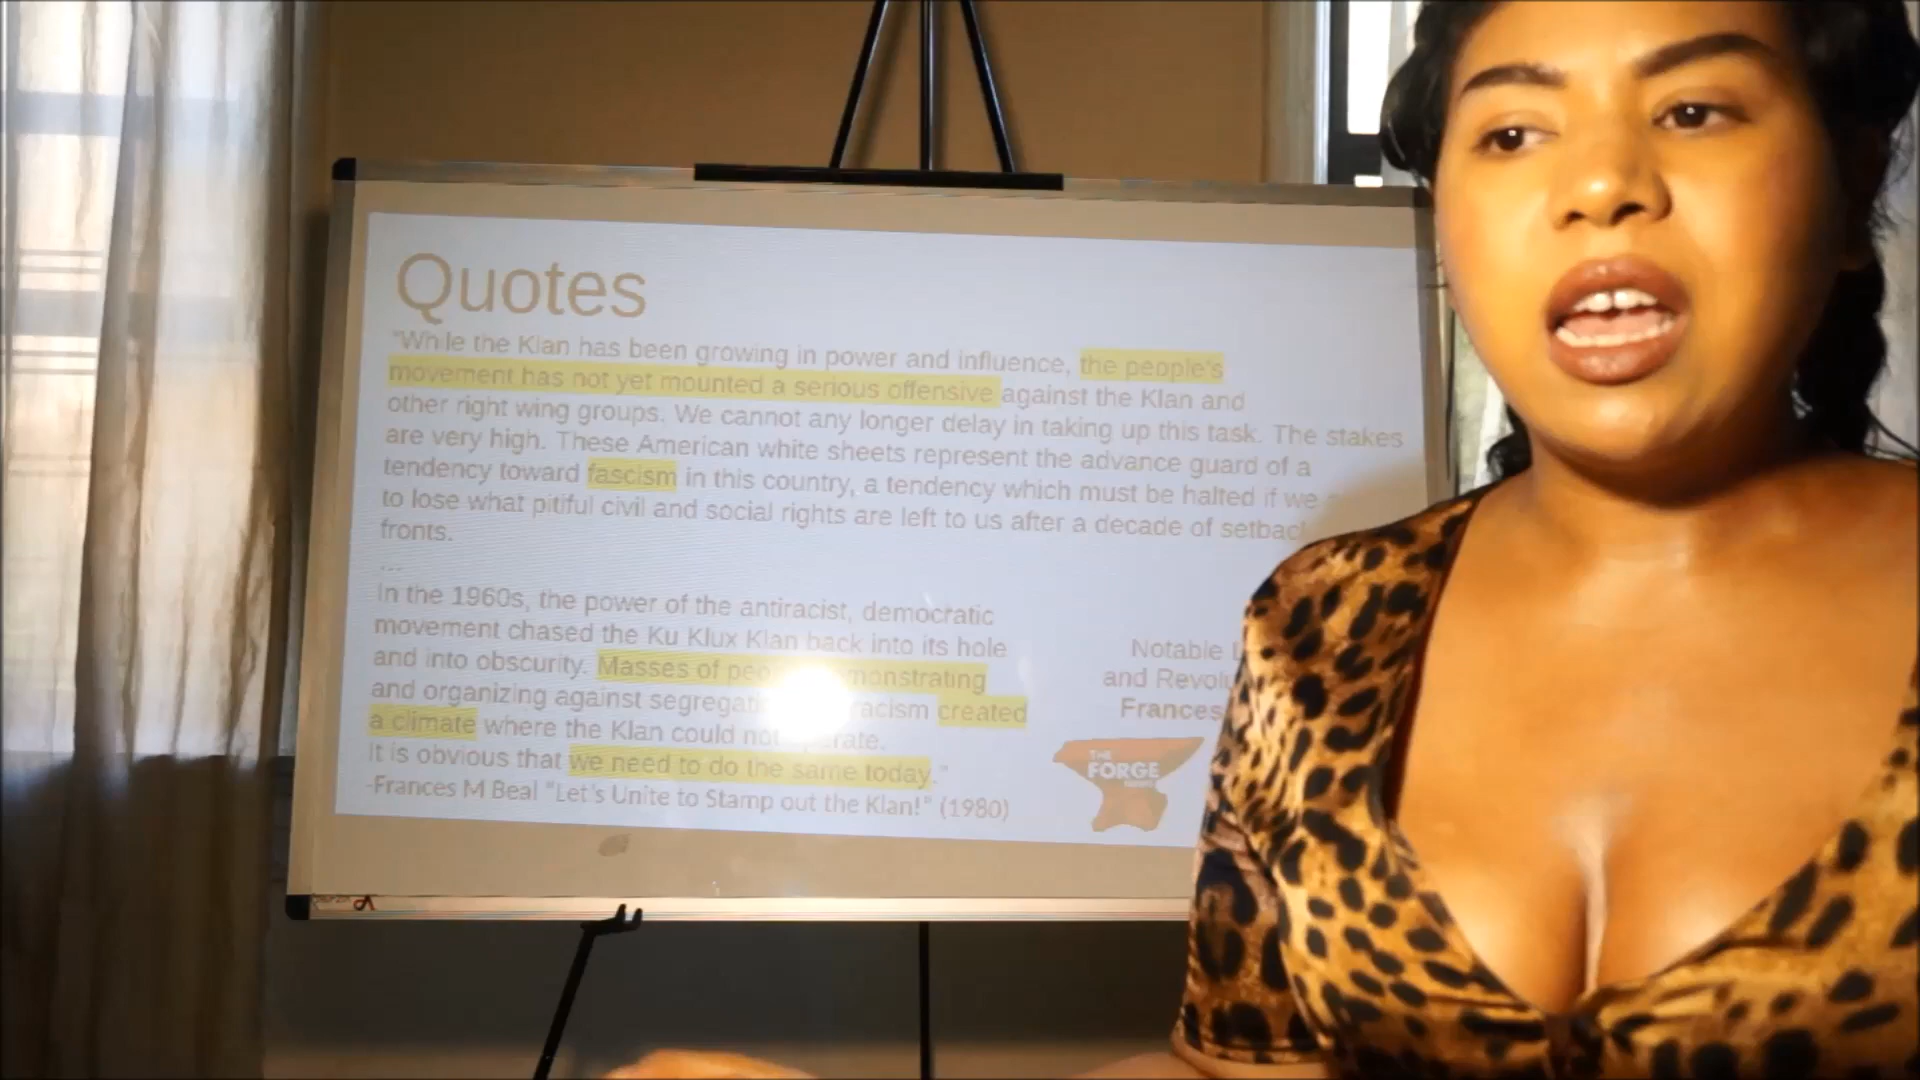 Quotes
"While the Klan has been growing in power and influence, the people's
movement has not yet mounted a serious offensive against the Klan and
other right wing groups. We cannot any longer delay in taking up this task. The stakes
are very high. These American white sheets represent the advance guard of a
tendency toward fascism in this country, a tendency which must be halted if we
to lose what pitiful civil and social rights are left to us after a decade of
fronts.
...
In the 1960s, the power of the antiracist, democratic
movement chased the Ku Klux Klan back into its hole
and into obscurity. Masses of
and organizing against racism created
a climate where the Klan could
It is obvious that we need to do the same today."
-Frances M Beal "Let's Unite to Stamp out the Klan!" (1980)
Notable
and
Frances
THE
FORGE